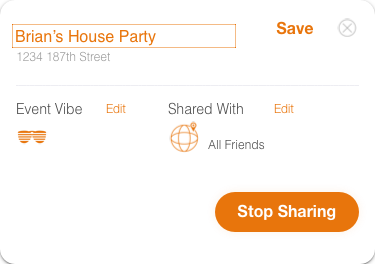 Brian's House Party
Save
1234 187th Street
Event Vibe Edit
Shared With Edit
All Friends
Stop Sharing